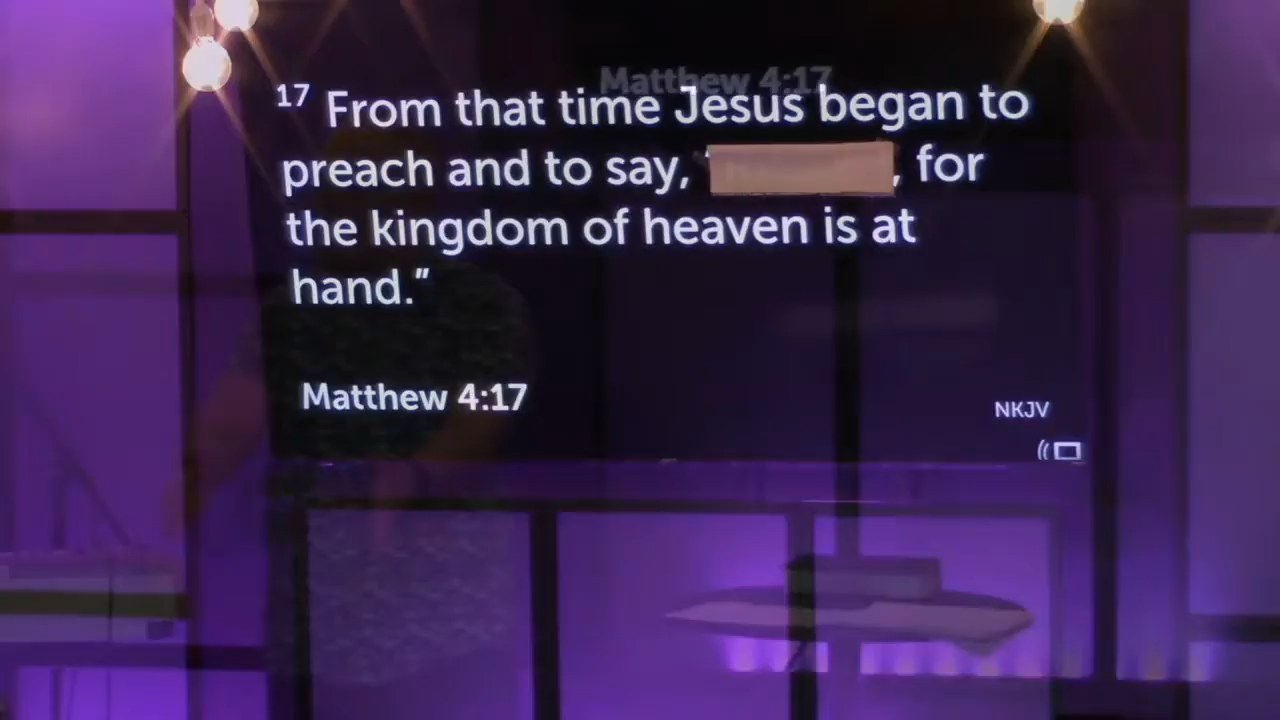 Matthew 4:17
17 From that time Jesus began to
preach and to say, , for
the kingdom of heaven is at
hand.”
Matthew 4:17
NKJV